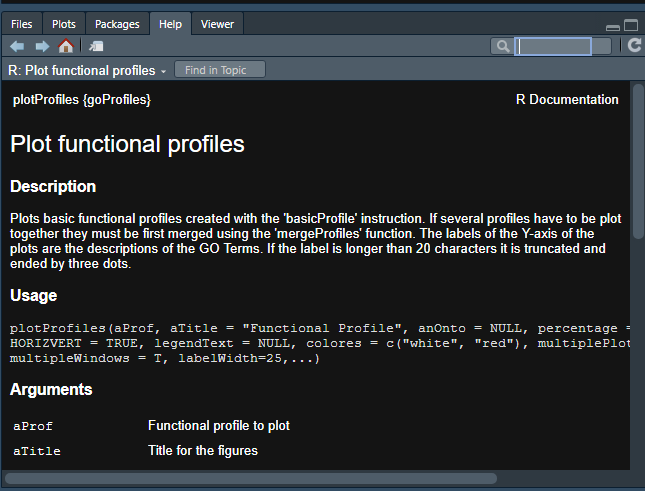 Files Plots Packages Help Viewer
R: Plot functional profiles Find in Topic
plotProfiles {goProfiles} R Documentation
Plot functional profiles
Description
Plots basic functional profiles created with the 'basicProfile' instruction. If several profiles have to be plot
together they must be first merged using the 'mergeProfiles' function. The labels of the Y-axis of the
plots are the descriptions of the GO Terms. If the label is longer than 20 characters it is truncated and
ended by three dots.
Usage
plotProfiles(aProf, aTitle = "Functional Profile", anOnto = NULL, percentage =
HORIZVERT = TRUE, legendText = NULL, colores = c("white", "red"), multiplePlot
multipleWindows = T, labelWidth=25,...)
Arguments
aProf Functional profile to plot
aTitle Title for the figures